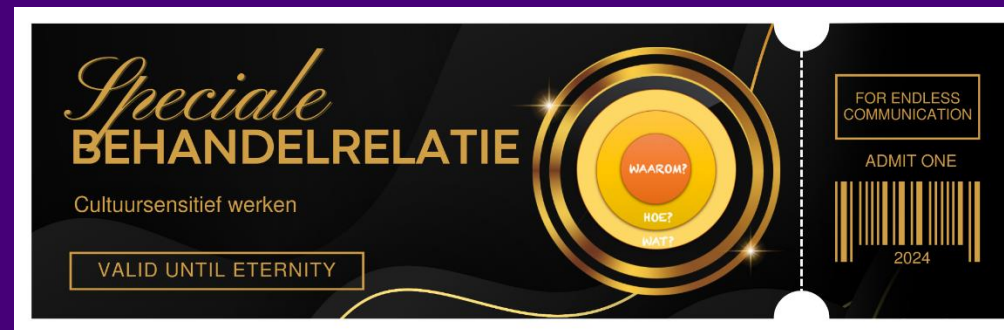 Speciale
BEHANDELRELATIE
Cultuursensitief werken
VALID UNTIL ETERNITY
WAAROM?
HOE?
WAT?
FOR ENDLESS
COMMUNICATION
ADMIT ONE
2024